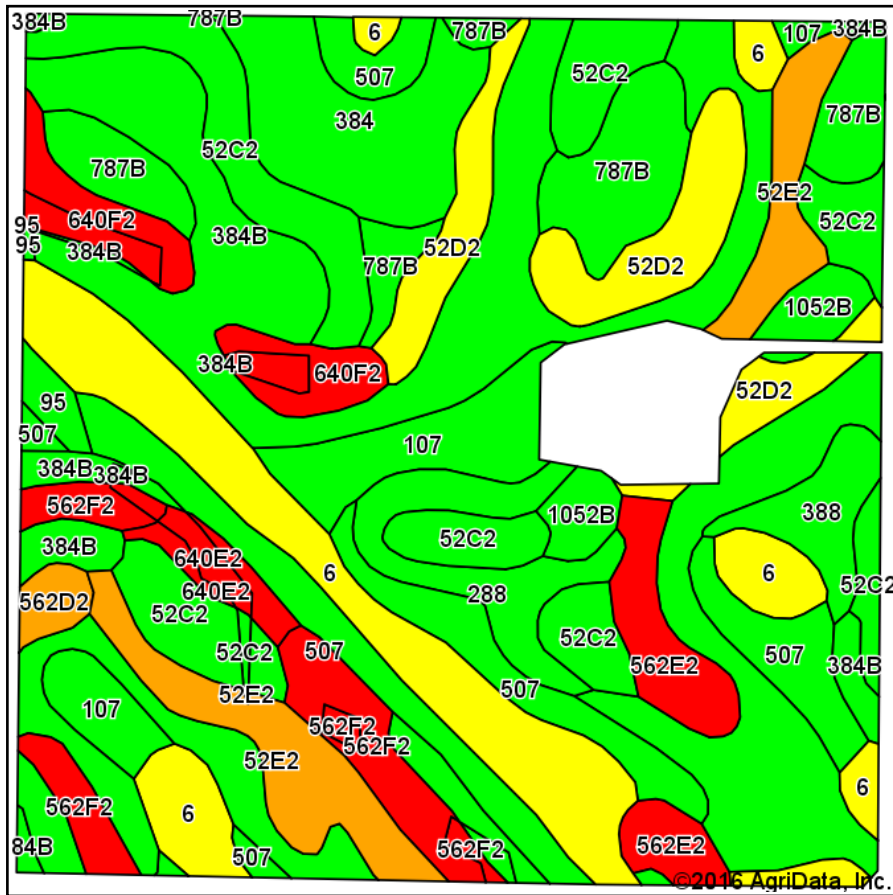 384B
787B
6
787B
107
384B
6
507
52C2
384
787B
52C2
787B
787B
52E2
640F2
95
95
384B
384B
52D2
52C2
787B
52D2
1052B
384B
640F2
52D2
95
507
107
384B
384B
562F2
1052B
388
384B
640E2
52C2
6
6
640E2
562D2
52C2
288
52C2
52C2
507
52C2
562E2
507
384B
107
52E2
507
562F2
562F2
52E2
562F2
6
6
507
562F2
562E2
84B
©2016 AgriData, Inc.